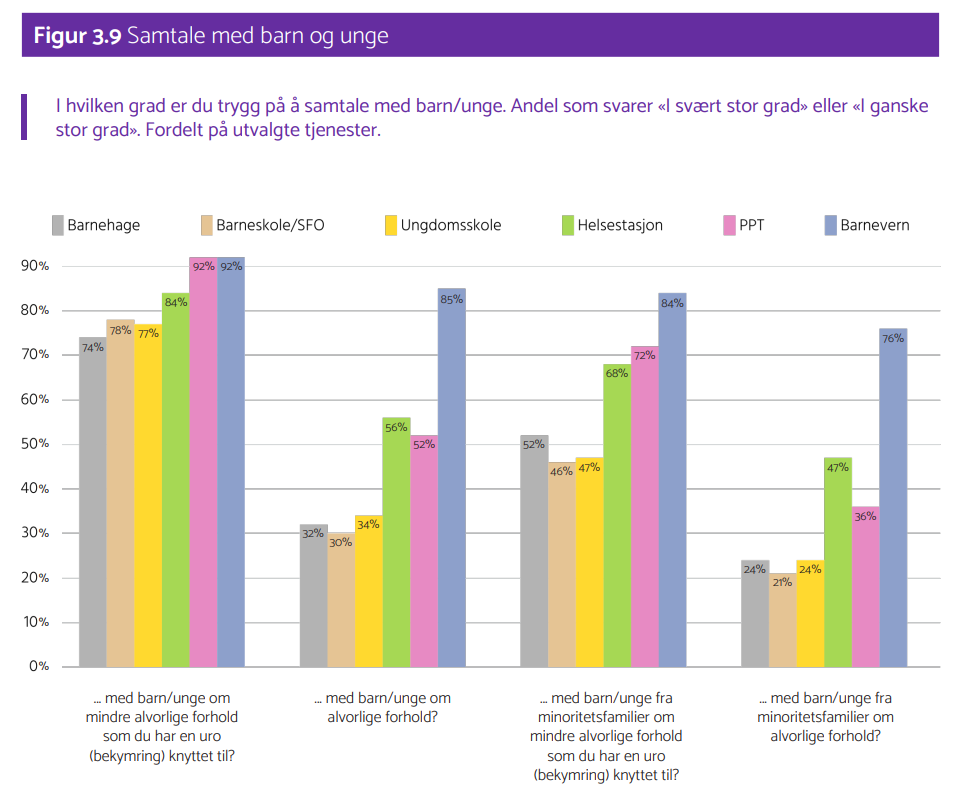 Figur 3.9 Samtale med barn og unge
I hvilken grad er du trygg på å samtale med barn/unge. Andel som svarer «I svært stor grad» eller «I ganske
stor grad». Fordelt på utvalgte tjenester.
Barnehage Barneskole/SFO Ungdomsskole Helsestasjon PPT Barnevern
90%
80%
70%
60%
50%
40%
30%
20%
10%
0%
74% 78% 77% 84% 92% 92%
32% 30% 34% 56% 52% 85%
52% 46% 47% 68% 72% 84%
24% 21% 24% 47% 36% 76%
... med barn/unge om
mindre alvorlige forhold
som du har en uro
(bekymring) knyttet til?
... med barn/unge om
alvorlige forhold?
... med barn/unge fra
minoritetsfamilier om
mindre alvorlige forhold
som du har en uro
(bekymring) knyttet til?
... med barn/unge fra
minoritetsfamilier om
alvorlige forhold?